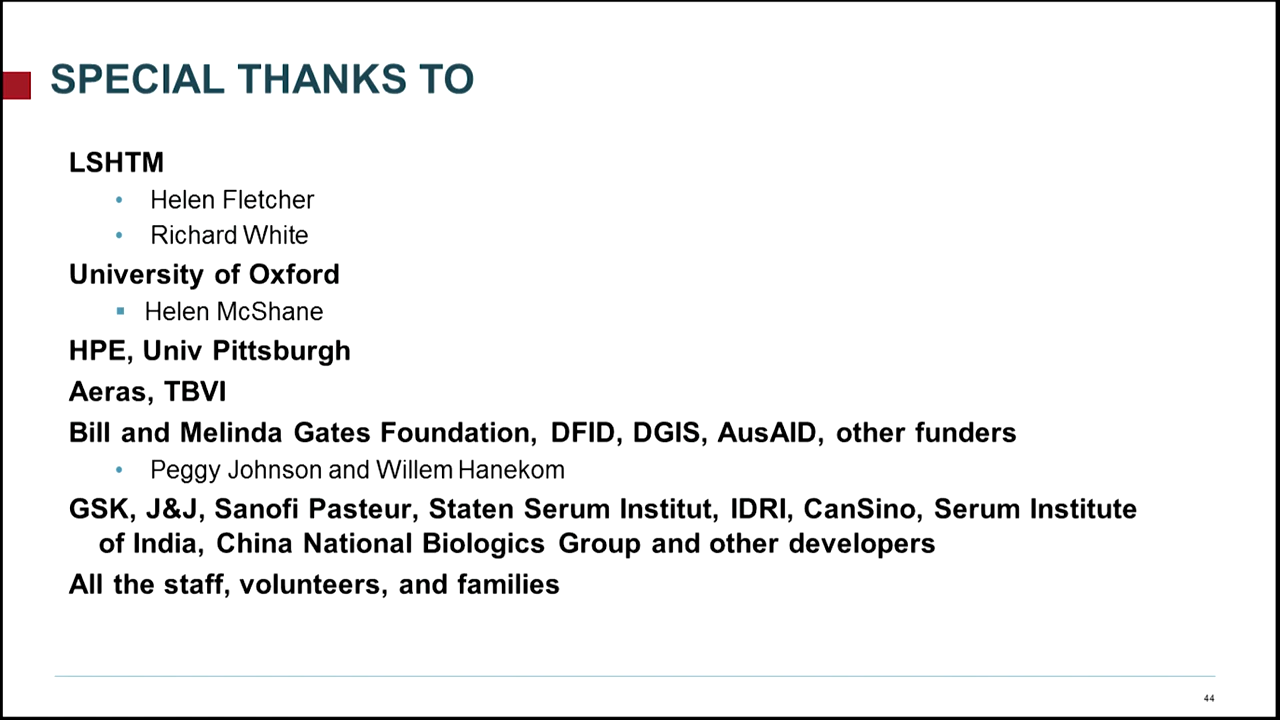 SPECIAL THANKS TO
LSHTM
• Helen Fletcher
• Richard White
University of Oxford
▪ Helen McShane
HPE, Univ Pittsburgh
Aeras, TBVI
Bill and Melinda Gates Foundation, DFID, DGIS, AusAID, other funders
• Peggy Johnson and Willem Hanekom
GSK, J&J, Sanofi Pasteur, Staten Serum Institut, IDRI, CanSino, Serum Institute
of India, China National Biologics Group and other developers
All the staff, volunteers, and families
44